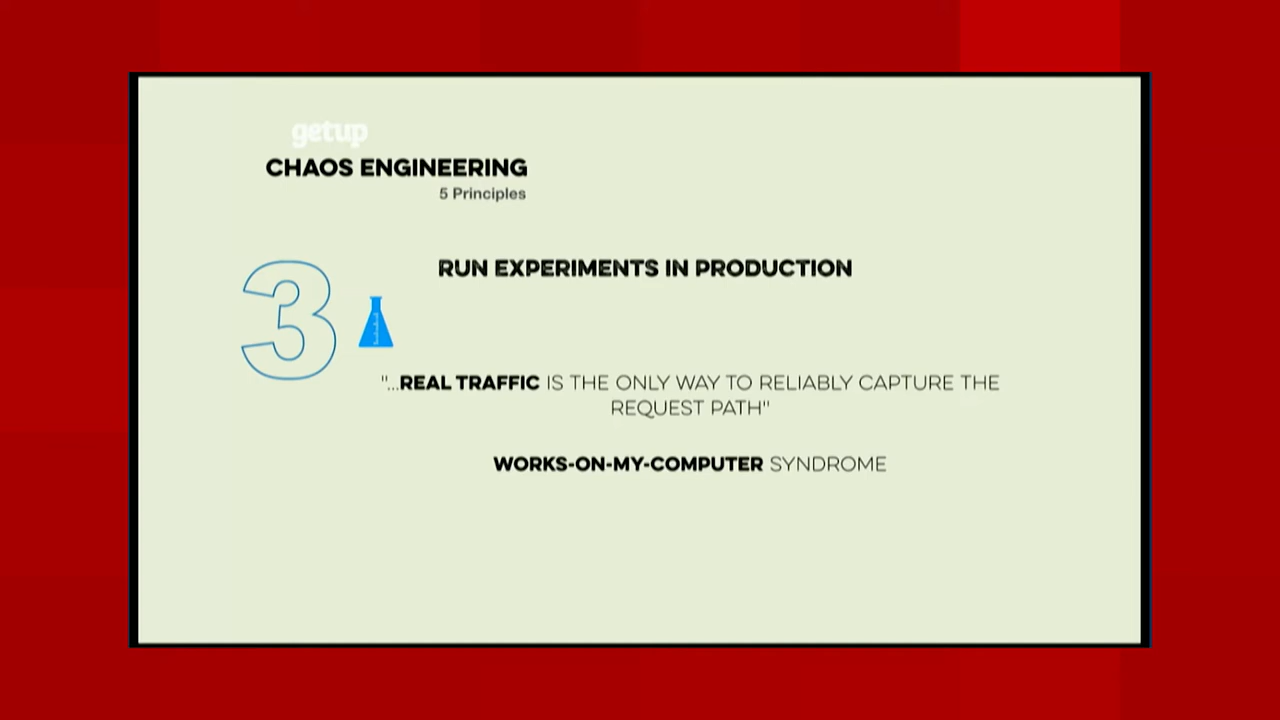 getup
CHAOS ENGINEERING
5 Principles
3
RUN EXPERIMENTS IN PRODUCTION
"...REAL TRAFFIC IS THE ONLY WAY TO RELIABLY CAPTURE THE
REQUEST PATH"
WORKS-ON-MY-COMPUTER SYNDROME